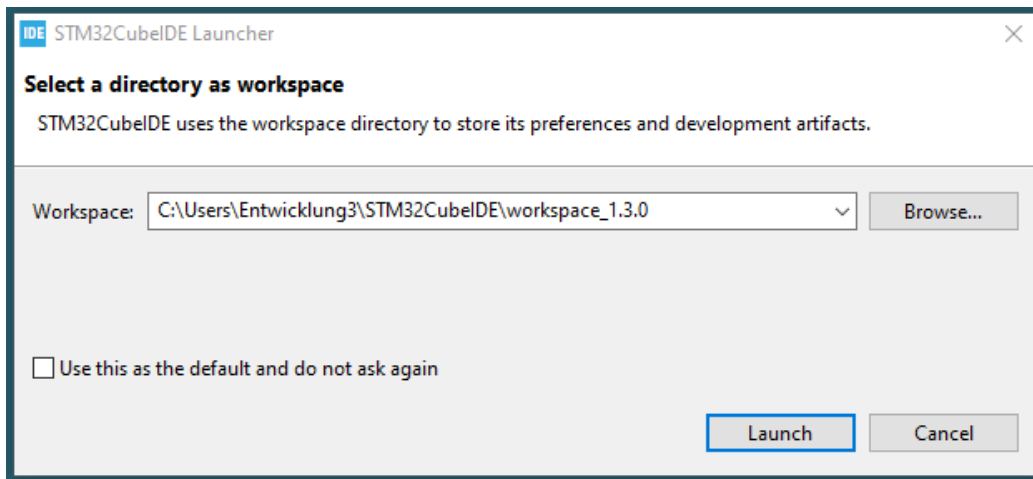 IDE STM32CubeIDE Launcher
Select a directory as workspace
STM32CubeIDE uses the workspace directory to store its preferences and development artifacts.
Workspace: C:\Users\Entwicklung3\STM32CubeIDE\workspace_1.3.0 Browse...
Use this as the default and do not ask again
Launch Cancel